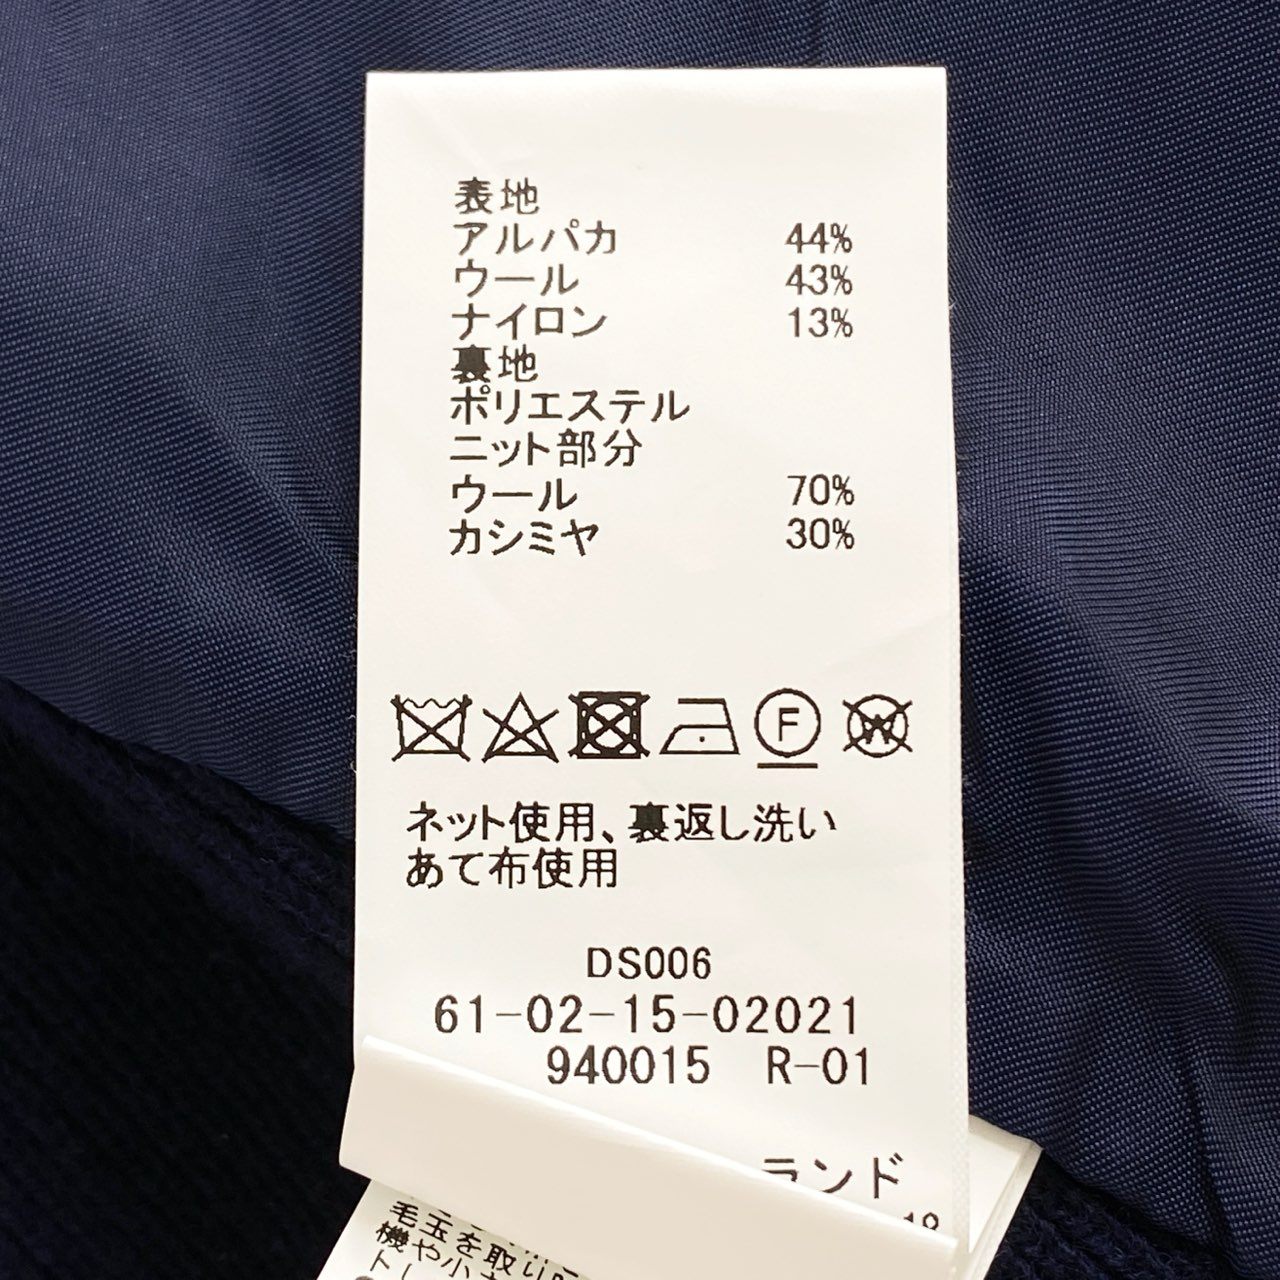 表地
アルパカ 44%
ウール 43%
ナイロン 13%
裏地
ポリエステル
ニット部分
ウール 70%
カシミヤ 30%
F
W
ネット使用、裏返し洗い
あて布使用
DS006
61-02-15-02021
940015 R-01
ランド
毛玉を取り
機や小